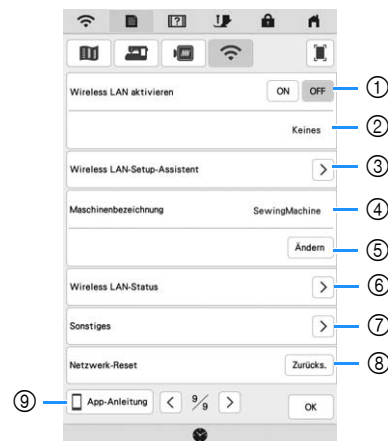 Wireless LAN aktivieren ON OFF ①
Keines ②
Wireless LAN-Setup-Assistent > ③
Maschinenbezeichnung SewingMachine ④
Ändern ⑤
Wireless LAN-Status > ⑥
Sonstiges > ⑦
Netzwerk-Reset Zurücks. ⑧
⑨ App-Anleitung < 9/9 > OK